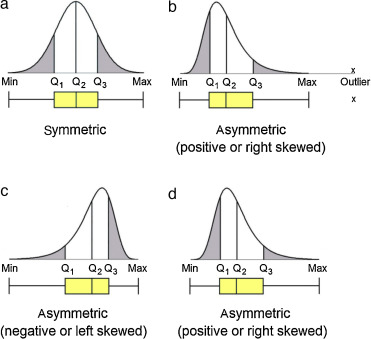 a
Min Q1 Q2 Q3 Max
Symmetric
b
x
Min Q1 Q2 Q3 Max Outlier
x
Asymmetric
(positive or right skewed)
c
Min Q1 Q2 Q3 Max
Asymmetric
(negative or left skewed)
d
Min Q1 Q2 Q3 Max
Asymmetric
(positive or right skewed)